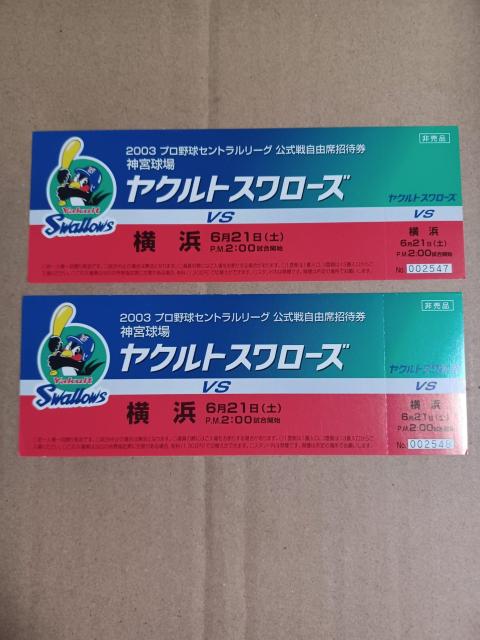 2003 プロ野球セントラルリーグ 公式戦自由席招待券
神宮球場
ヤクルトスワローズ
VS
横浜 6月21日(土)
P.M.2:00試合開始
Yakult
Swallows
非売品
ヤクルトスワローズ
VS
横浜
6月21日(土)
P.M.2:00試合開始
No. 002547
2003 プロ野球セントラルリーグ 公式戦自由席招待券
神宮球場
ヤクルトスワローズ
VS
横浜 6月21日(土)
P.M.2:00試合開始
Yakult
Swallows
非売品
ヤクルトスワローズ
VS
横浜
6月21日(土)
P.M.2:00試合開始
No. 002548